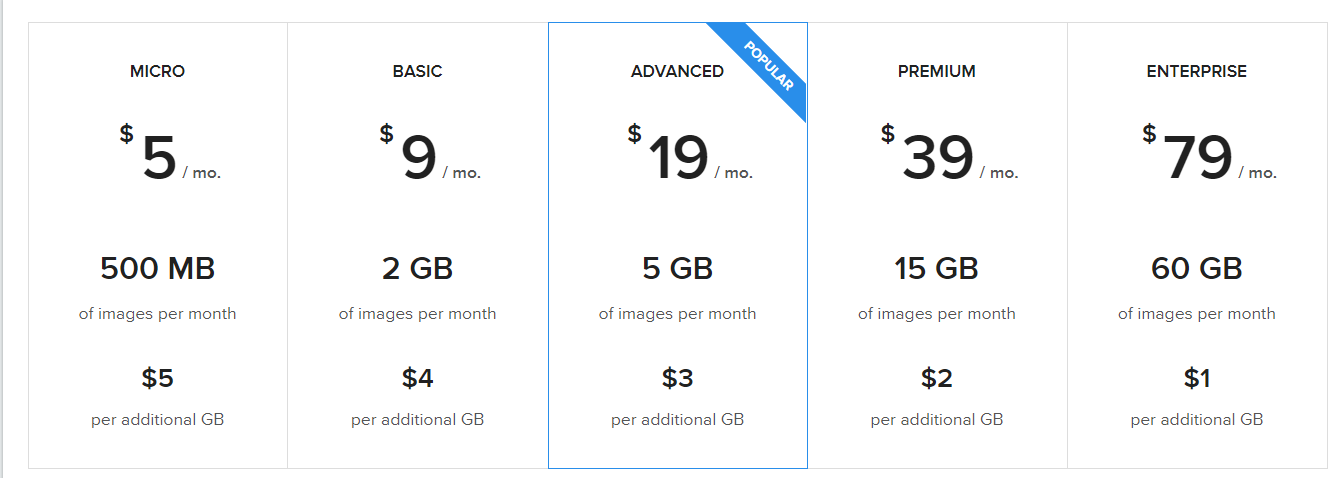 MICRO
$5 / mo.
500 MB
of images per month
$5
per additional GB
BASIC
$9 / mo.
2 GB
of images per month
$4
per additional GB
POPULAR
ADVANCED
$19 / mo.
5 GB
of images per month
$3
per additional GB
PREMIUM
$39 / mo.
15 GB
of images per month
$2
per additional GB
ENTERPRISE
$79 / mo.
60 GB
of images per month
$1
per additional GB